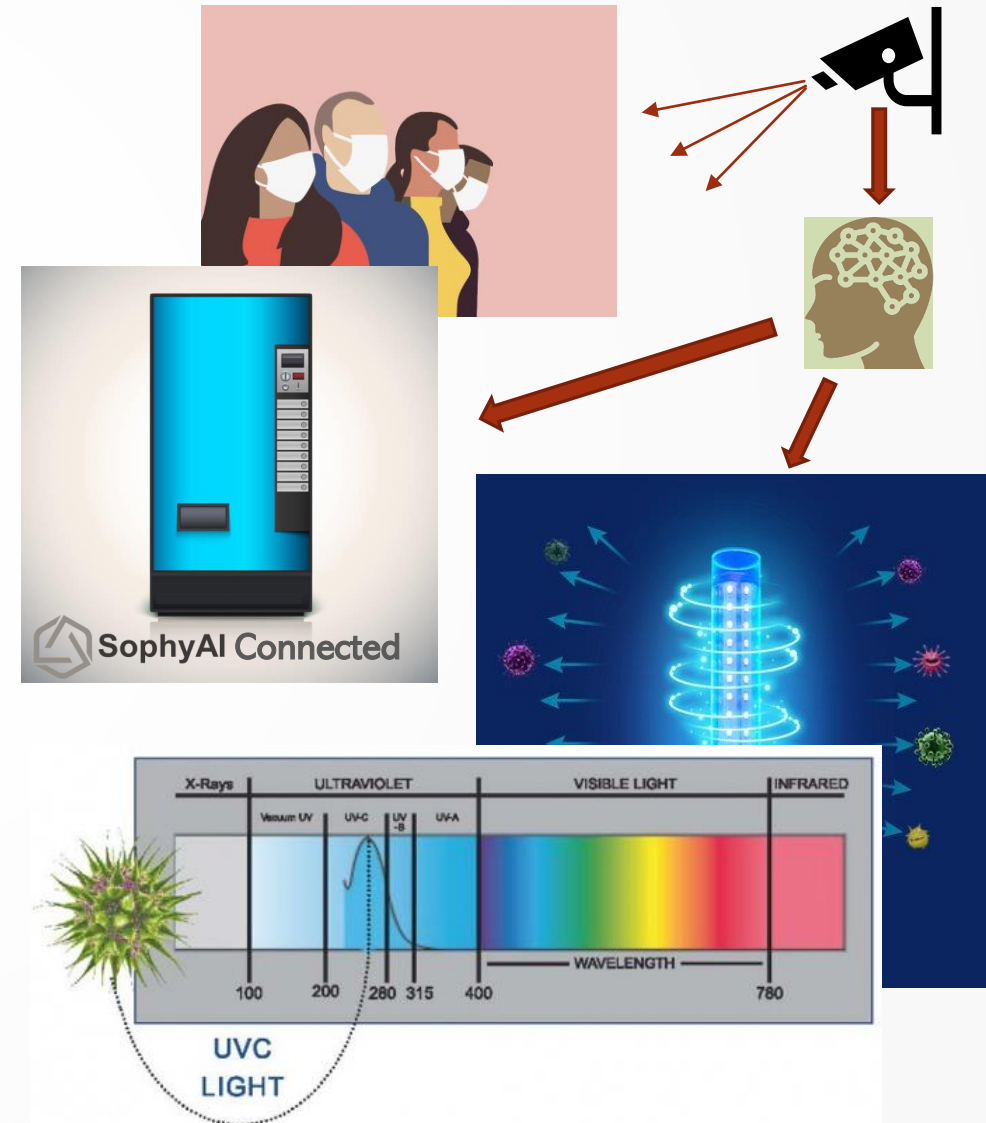 SophyAI Connected
X-Rays ULTRAVIOLET VISIBLE LIGHT INFRARED
Vacuum UV UV-C UV UV-A
-B
WAVELENGTH
100 200 280 315 400 780
UVC
LIGHT